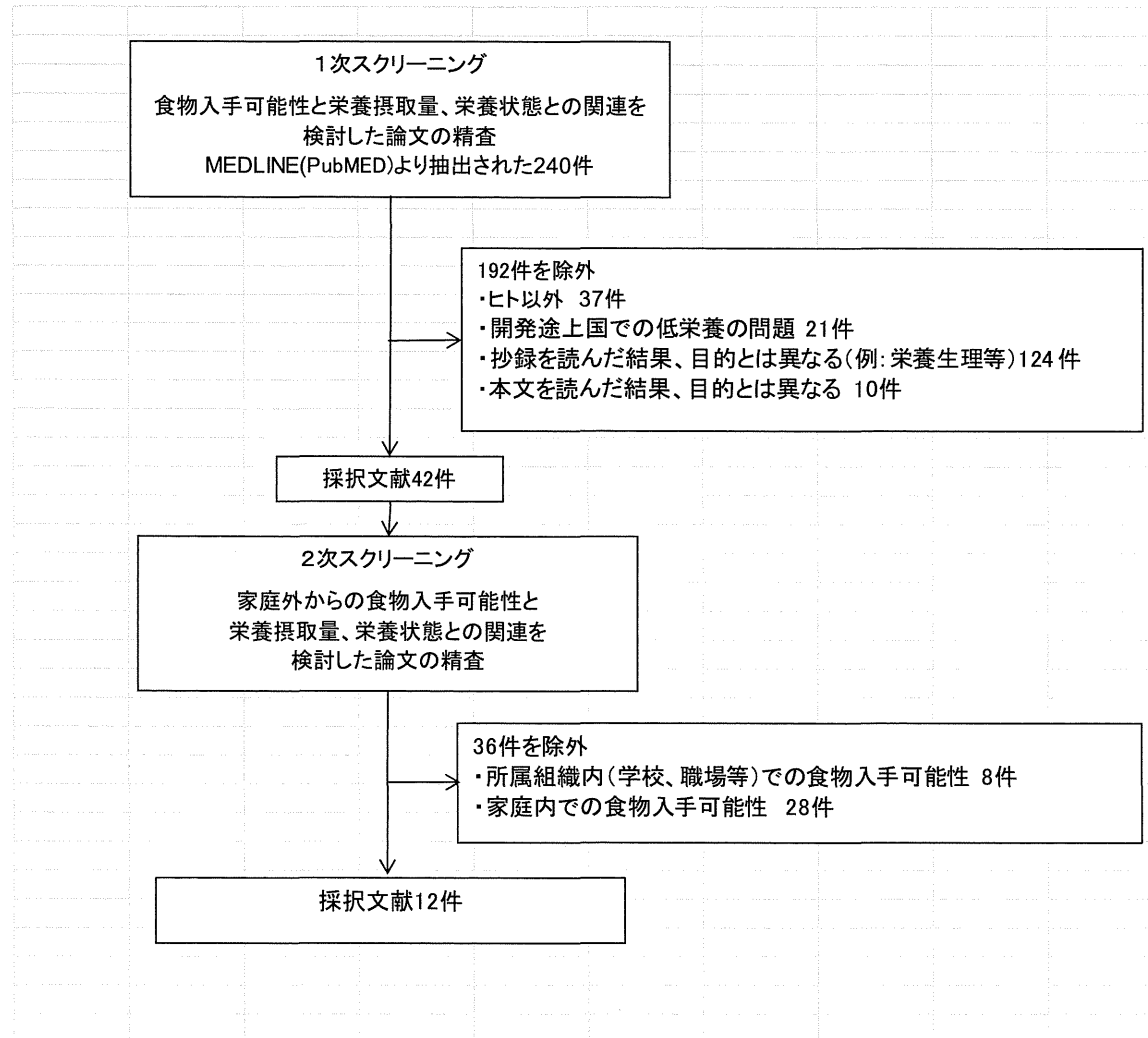 1次スクリーニング
食物入手可能性と栄養摂取量、栄養状態との関連を
検討した論文の精査
MEDLINE(PubMED)より抽出された240件
192件を除外
・ヒト以外 37件
・開発途上国での低栄養の問題 21件
・抄録を読んだ結果、目的とは異なる(例:栄養生理等)124件
・本文を読んだ結果、目的とは異なる 10件
採択文献42件
2次スクリーニング
家庭外からの食物入手可能性と
栄養摂取量、栄養状態との関連を
検討した論文の精査
36件を除外
・所属組織内(学校、職場等)での食物入手可能性 8件
・家庭内での食物入手可能性 28件
採択文献12件